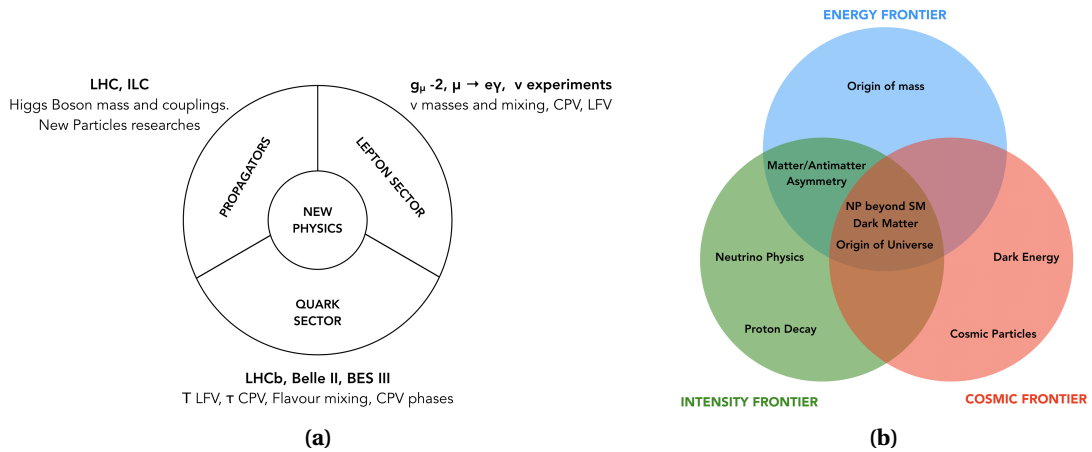 LHC, ILC
Higgs Boson mass and couplings.
New Particles researches
gμ -2, μ → eγ, ν experiments
ν masses and mixing, CPV, LFV
PROPAGATORS
LEPTON SECTOR
NEW
PHYSICS
QUARK
SECTOR
LHCb, Belle II, BES III
τ LFV, τ CPV, Flavour mixing, CPV phases
(a)
ENERGY FRONTIER
Origin of mass
Matter/Antimatter
Asymmetry
NP beyond SM
Dark Matter
Origin of Universe
Neutrino Physics
Dark Energy
Proton Decay
Cosmic Particles
INTENSITY FRONTIER
COSMIC FRONTIER
(b)